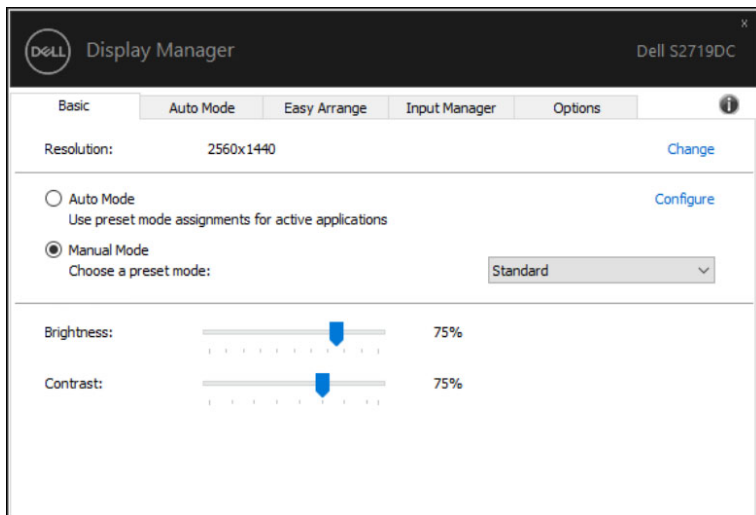 DELL Display Manager Dell S2719DC
x
Basic Auto Mode Easy Arrange Input Manager Options i
Resolution: 2560x1440 Change
Auto Mode Configure
Use preset mode assignments for active applications
Manual Mode
Choose a preset mode: Standard
Brightness: 75%
Contrast: 75%